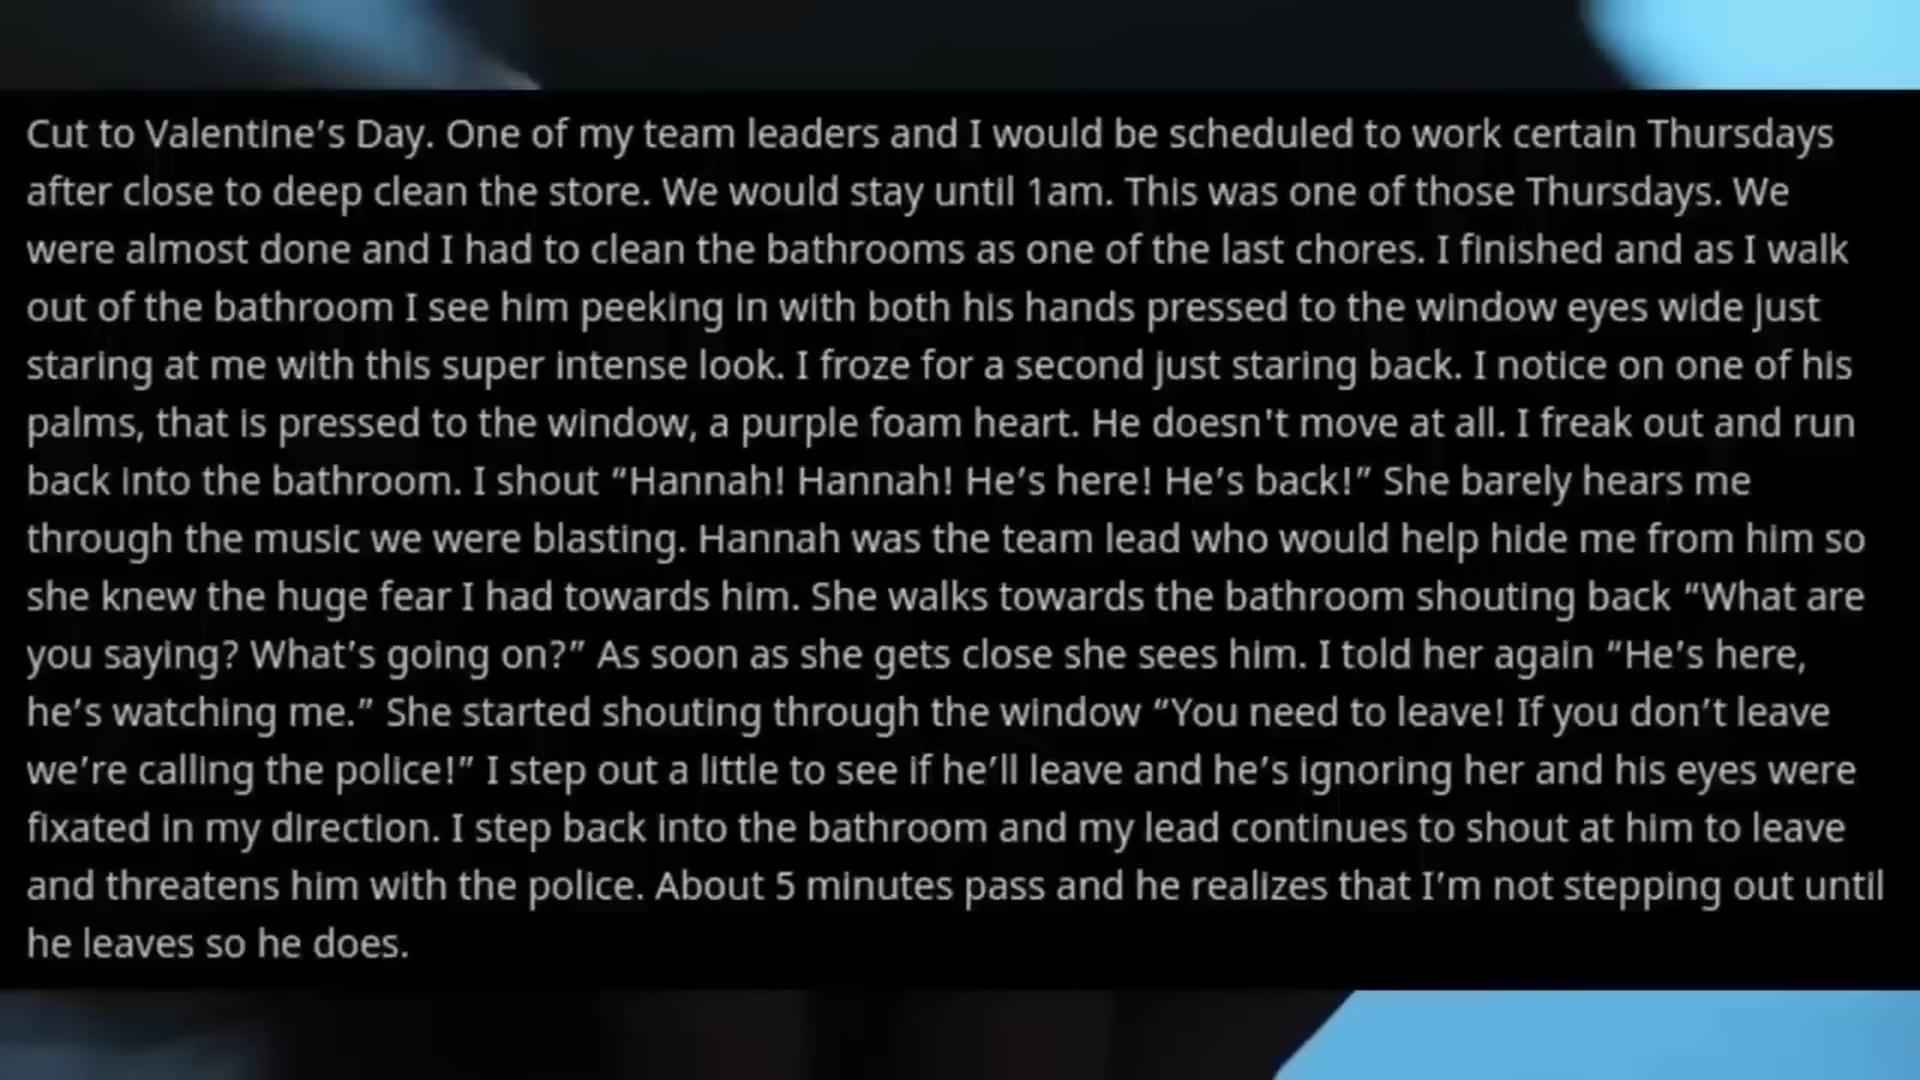 Cut to Valentine’s Day. One of my team leaders and I would be scheduled to work certain Thursdays
after close to deep clean the store. We would stay until 1am. This was one of those Thursdays. We
were almost done and I had to clean the bathrooms as one of the last chores. I finished and as I walk
out of the bathroom I see him peeking in with both his hands pressed to the window eyes wide just
staring at me with this super intense look. I froze for a second just staring back. I notice on one of his
palms, that is pressed to the window, a purple foam heart. He doesn't move at all. I freak out and run
back into the bathroom. I shout “Hannah! Hannah! He’s here! He’s back!” She barely hears me
through the music we were blasting. Hannah was the team lead who would help hide me from him so
she knew the huge fear I had towards him. She walks towards the bathroom shouting back “What are
you saying? What’s going on?” As soon as she gets close she sees him. I told her again “He’s here,
he’s watching me.” She started shouting through the window “You need to leave! If you don’t leave
we’re calling the police!” I step out a little to see if he’ll leave and he’s ignoring her and his eyes were
fixated in my direction. I step back into the bathroom and my lead continues to shout at him to leave
and threatens him with the police. About 5 minutes pass and he realizes that I’m not stepping out until
he leaves so he does.